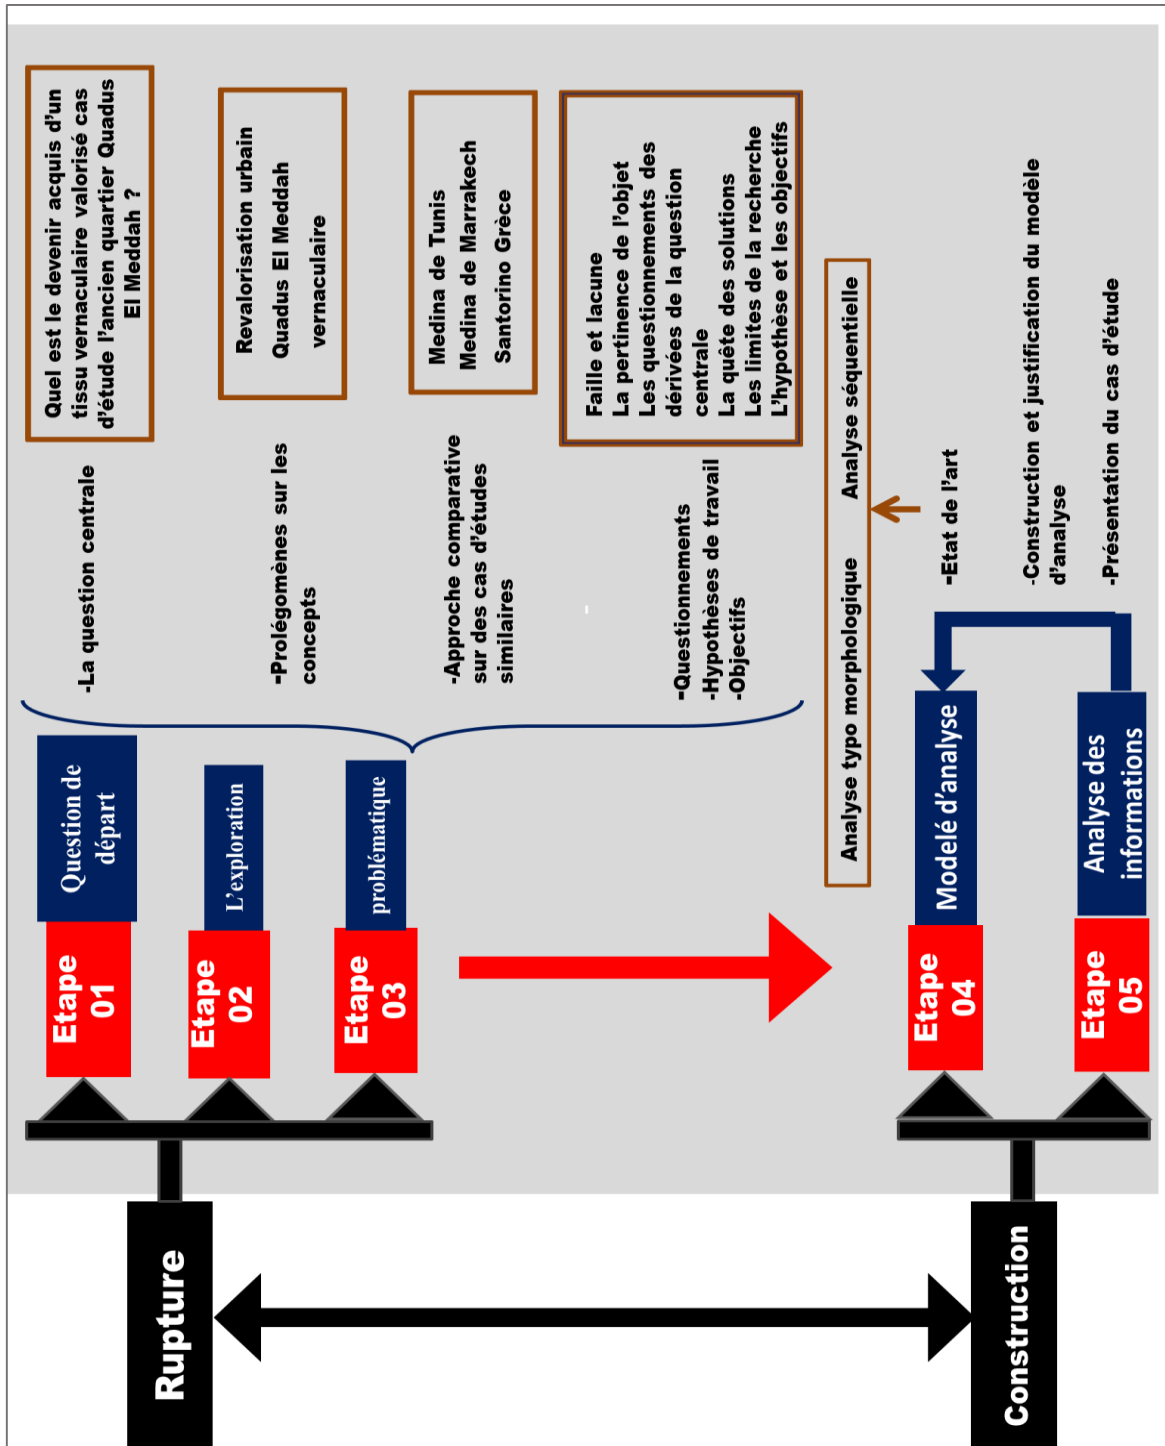 Rupture
Etape
01
Question de
départ
-La question centrale
Quel est le devenir acquis d'un
tissu vernaculaire valorisé cas
d'étude l'ancien quartier Quadus
El Meddah ?
Etape
02
L'exploration
-Prolégomènes sur les
concepts
Revalorisation urbain
Quadus El Meddah
vernaculaire
Etape
03
problématique
-Approche comparative
sur des cas d'études
similaires
Medina de Tunis
Medina de Marrakech
Santorino Grèce
-Questionnements
-Hypothèses de travail
-Objectifs
Faille et lacune
La pertinence de l'objet
Les questionnements des
dérivées de la question
centrale
La quête des solutions
Les limites de la recherche
L'hypothèse et les objectifs
Construction
Analyse typo morphologique Analyse séquentielle
Etape
04
Modelé d'analyse
-Etat de l'art
-Construction et justification du modèle
d'analyse
Etape
05
Analyse des
informations
-Présentation du cas d'étude